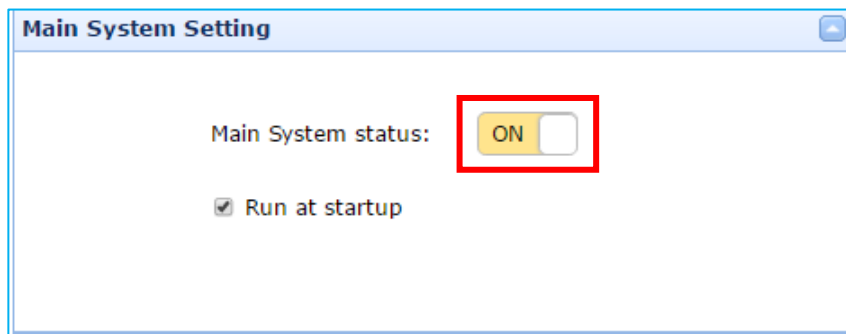 Main System Setting
Main System status: ON
Run at startup